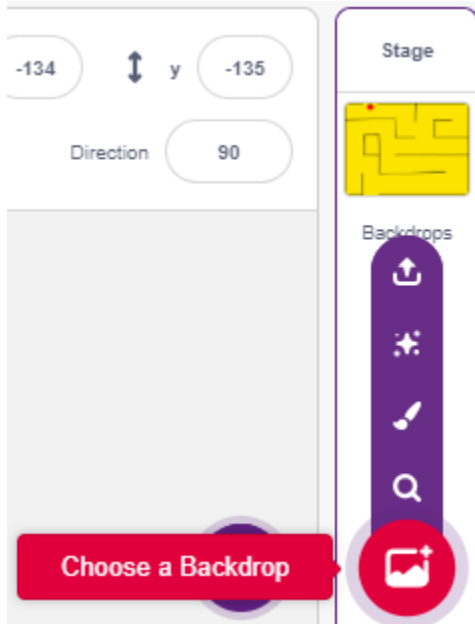 Stage
-134 y -135
Direction 90
Backdrops
Choose a Backdrop